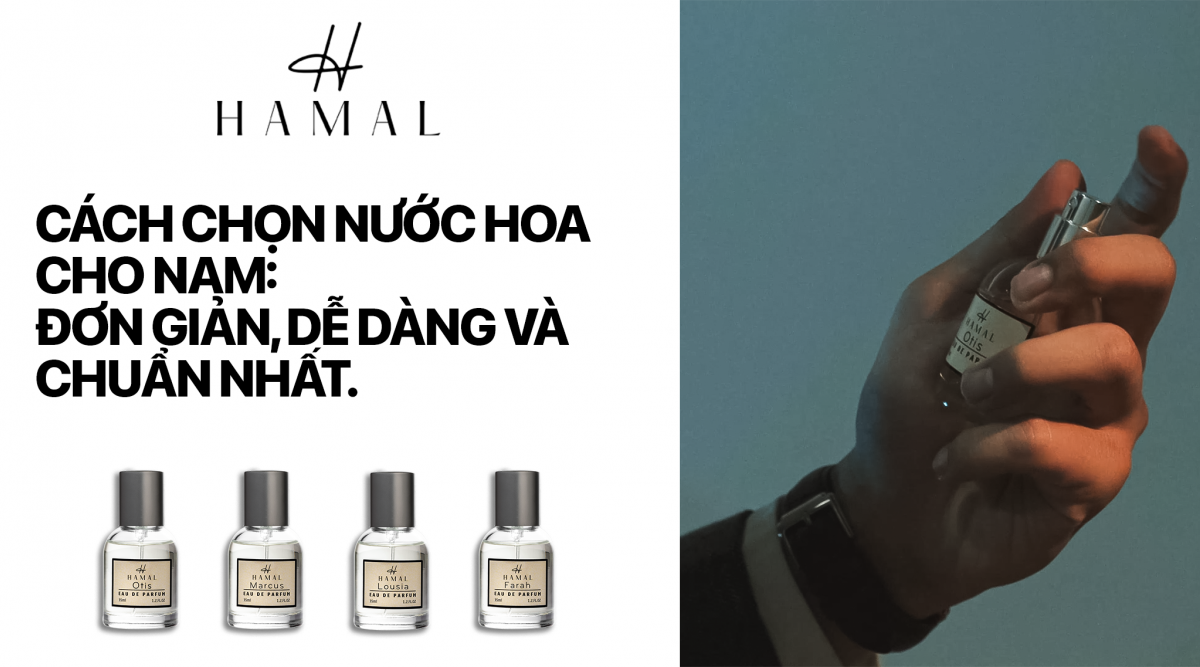 H
HAMAL
CÁCH CHỌN NƯỚC HOA
CHO NAM:
ĐƠN GIẢN, DỄ DÀNG VÀ
CHUẨN NHẤT.
H
HAMAL
Otis
EAU DE PARFUM
H
HAMAL
Marcus
EAU DE PARFUM
H
HAMAL
Lousia
EAU DE PARFUM
H
HAMAL
Farah
EAU DE PARFUM
H
HAMAL
Otis